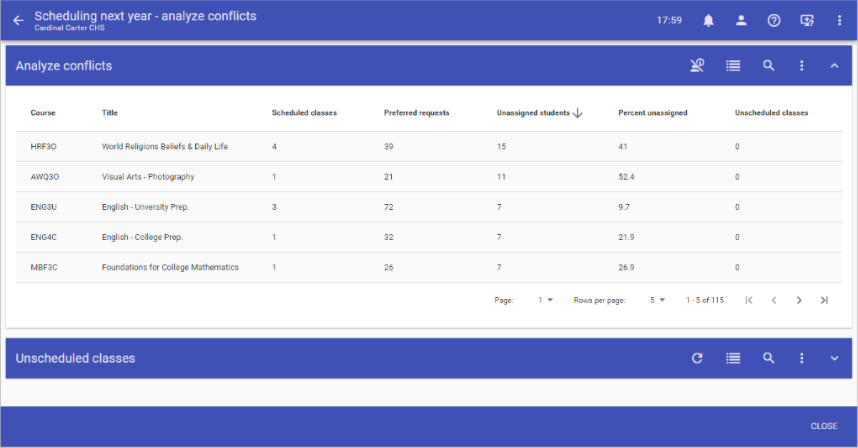 Scheduling next year - analyze conflicts
Cardinal Carter CHS
17:59
Analyze conflicts
Course Title Scheduled classes Preferred requests Unassigned students Percent unassigned Unscheduled classes
HRF3O World Religions Beliefs & Daily Life 4 39 15 41 0
AWQ3O Visual Arts - Photography 1 21 11 52.4 0
ENG3U English - Unversity Prep. 3 72 7 9.7 0
ENG4C English - College Prep. 1 32 7 21.9 0
MBF3C Foundations for College Mathematics 1 26 7 26.9 0
Page: 1 Rows per page: 5 1 - 5 of 115
Unscheduled classes
CLOSE